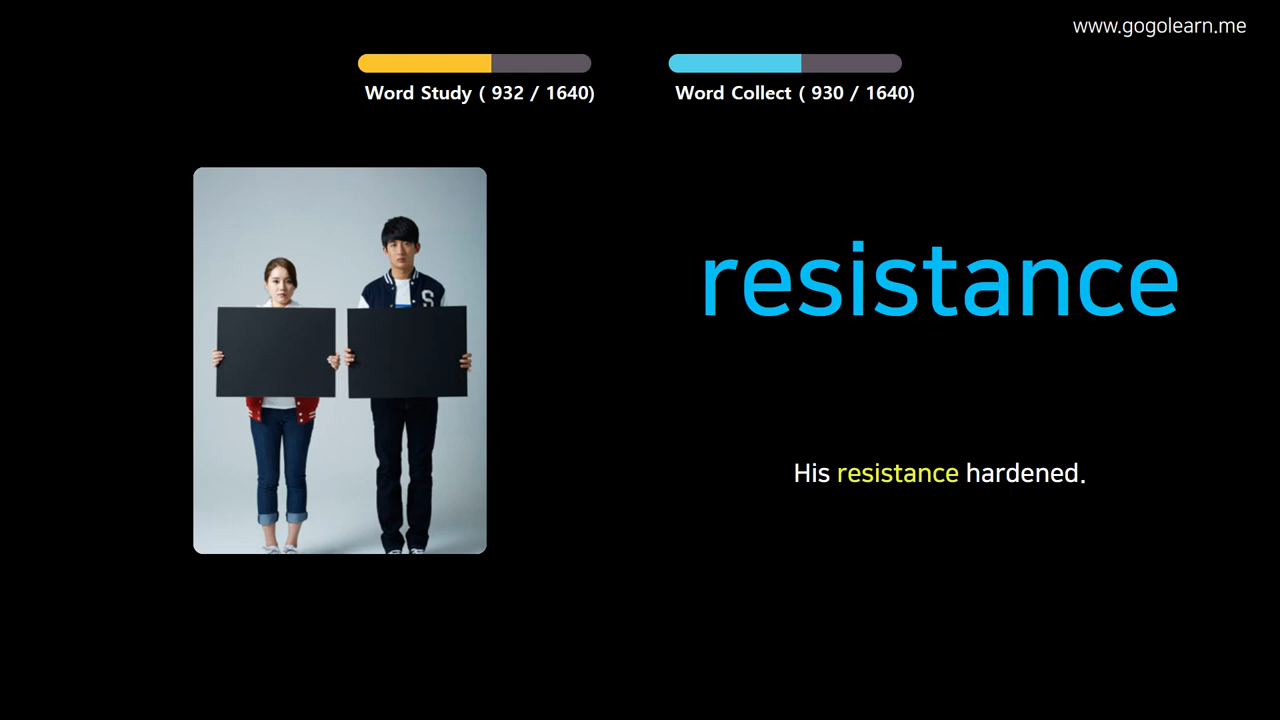 www.gogolearn.me
Word Study ( 932 / 1640)
Word Collect ( 930 / 1640)
S
resistance
His resistance hardened.